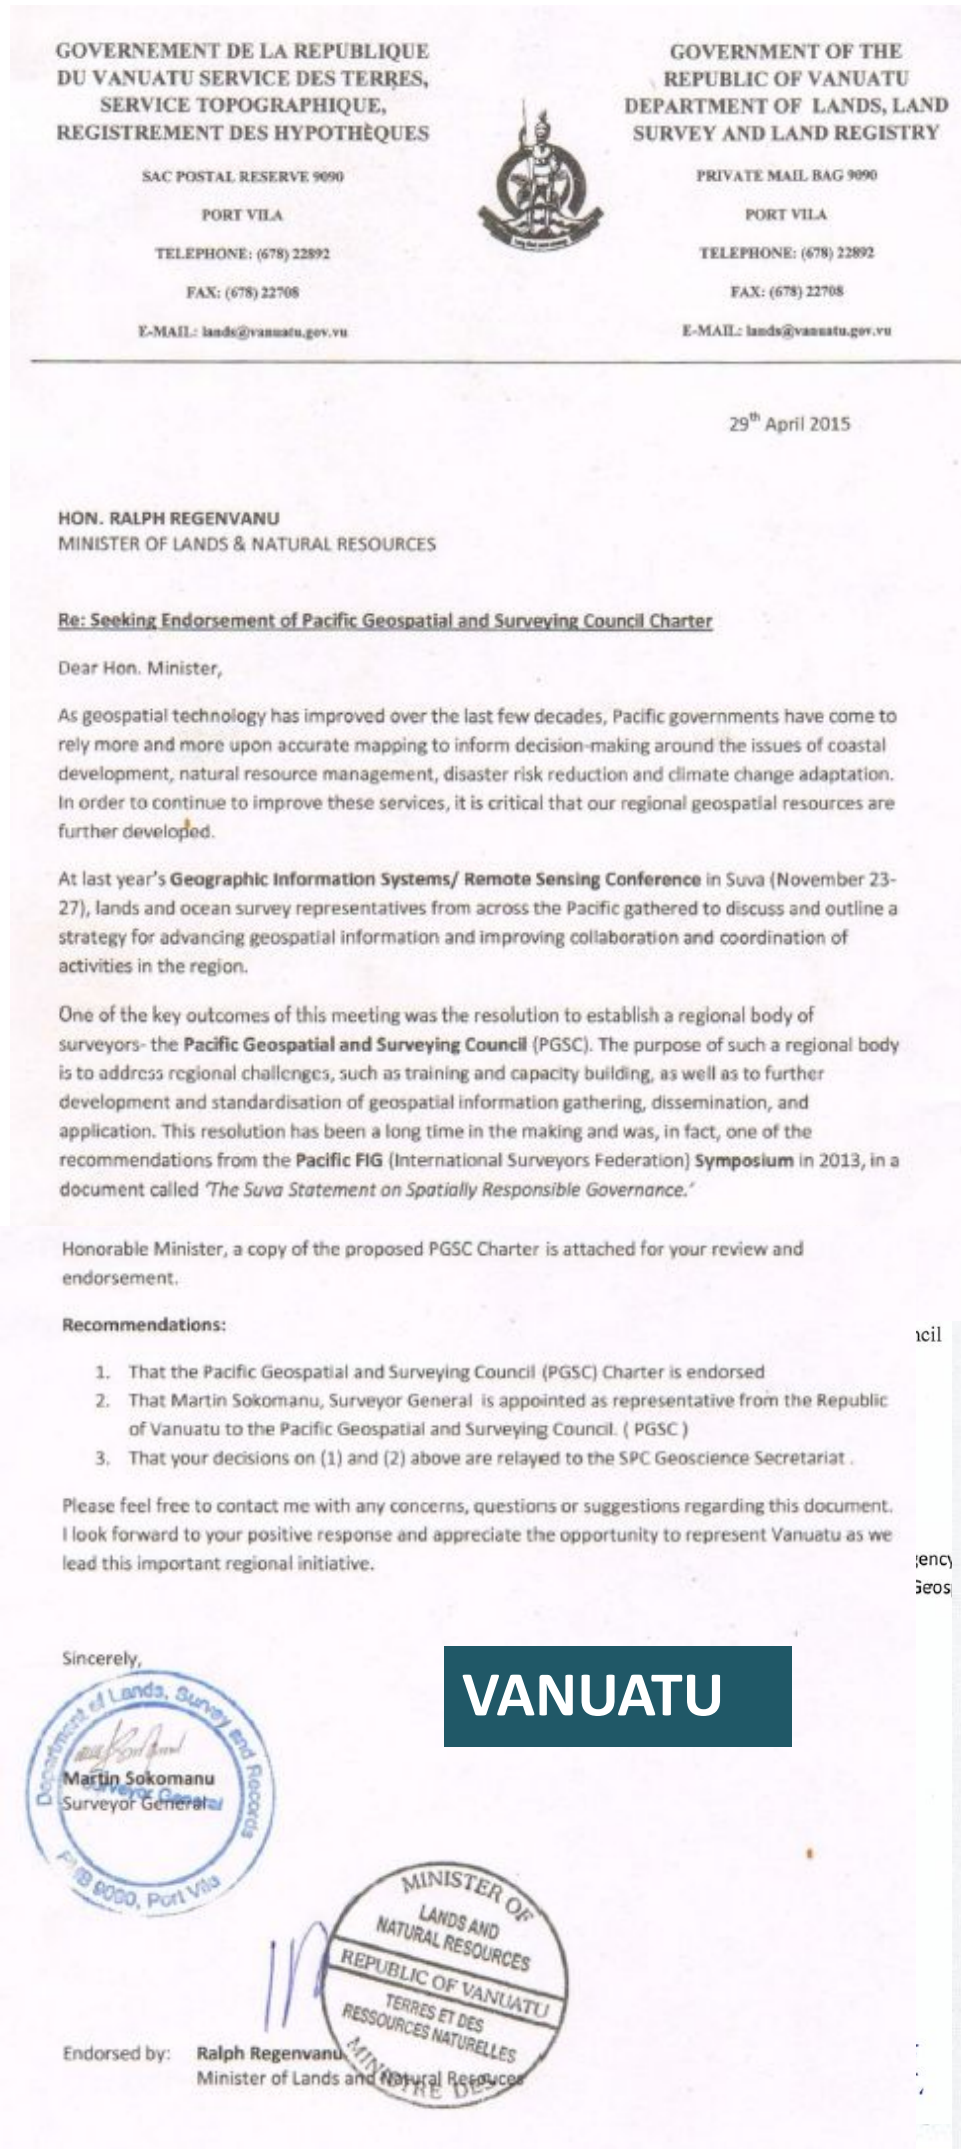 GOVERNEMENT DE LA REPUBLIQUE
DU VANUATU SERVICE DES TERRES,
SERVICE TOPOGRAPHIQUE,
REGISTREMENT DES HYPOTHÈQUES
SAC POSTAL RESERVE 9090
PORT VILA
TELEPHONE: (678) 22892
FAX: (678) 22708
E-MAIL: lands@vanuatu.gov.vu
GOVERNMENT OF THE
REPUBLIC OF VANUATU
DEPARTMENT OF LANDS, LAND
SURVEY AND LAND REGISTRY
PRIVATE MAIL BAG 9090
PORT VILA
TELEPHONE: (678) 22892
FAX: (678) 22708
E-MAIL: lands@vanuatu.gov.vu
29th April 2015
HON. RALPH REGENVANU
MINISTER OF LANDS & NATURAL RESOURCES
Re: Seeking Endorsement of Pacific Geospatial and Surveying Council Charter
Dear Hon. Minister,
As geospatial technology has improved over the last few decades, Pacific governments have come to
rely more and more upon accurate mapping to inform decision-making around the issues of coastal
development, natural resource management, disaster risk reduction and climate change adaptation.
In order to continue to improve these services, it is critical that our regional geospatial resources are
further developed.
At last year's Geographic Information Systems/ Remote Sensing Conference in Suva (November 23-
27), lands and ocean survey representatives from across the Pacific gathered to discuss and outline a
strategy for advancing geospatial information and improving collaboration and coordination of
activities in the region.
One of the key outcomes of this meeting was the resolution to establish a regional body of
surveyors- the Pacific Geospatial and Surveying Council (PGSC). The purpose of such a regional body
is to address regional challenges, such as training and capacity building, as well as to further
development and standardisation of geospatial information gathering, dissemination, and
application. This resolution has been a long time in the making and was, in fact, one of the
recommendations from the Pacific FIG (International Surveyors Federation) Symposium in 2013, in a
document called 'The Suva Statement on Spatially Responsible Governance.'
Honorable Minister, a copy of the proposed PGSC Charter is attached for your review and
endorsement.
Recommendations:
1. That the Pacific Geospatial and Surveying Council (PGSC) Charter is endorsed
2. That Martin Sokomanu, Surveyor General is appointed as representative from the Republic
of Vanuatu to the Pacific Geospatial and Surveying Council. ( PGSC )
3. That your decisions on (1) and (2) above are relayed to the SPC Geoscience Secretariat .
Please feel free to contact me with any concerns, questions or suggestions regarding this document.
I look forward to your positive response and appreciate the opportunity to represent Vanuatu as we
lead this important regional initiative.
ncil
gency
Geos
Sincerely,
VANUATU
Department of Lands, Survey and Records
Surveyor General
PMB 9090, Port Vila
Martin Sokomanu
Surveyor General
MINISTER OF
LANDS AND
NATURAL RESOURCES
REPUBLIC OF VANUATU
TERRES ET DES
RESSOURCES NATURELLES
MINISTRE DES
Endorsed by: Ralph Regenvanu
Minister of Lands and Natural Resources